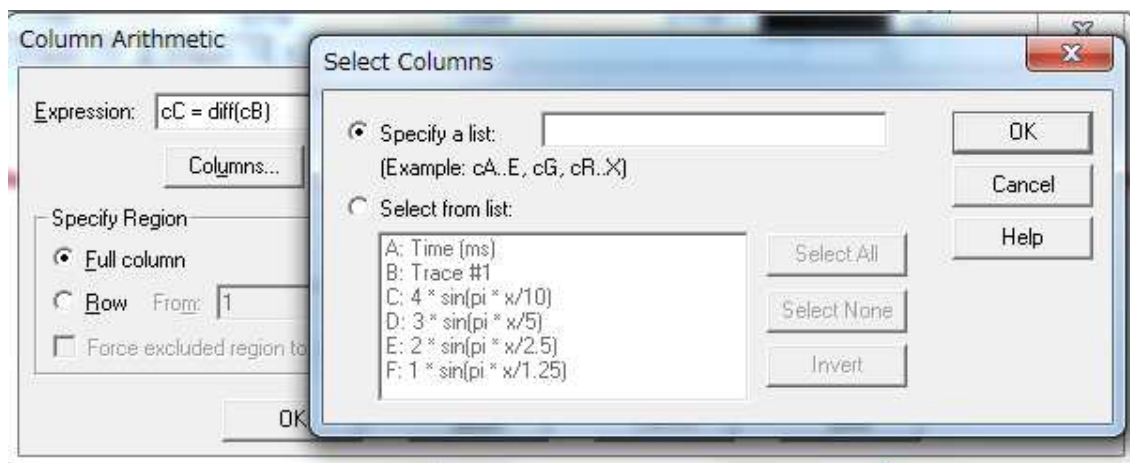 Column Arithmetic
Expression: cC = diff(cB)
Columns...
Specify Region
Full column
Row From: 1
Force excluded region to
OK
Select Columns
Specify a list:
(Example: cA..E, cG, cR..X)
Select from list:
A: Time (ms)
B: Trace #1
C: 4 * sin(pi * x/10)
D: 3 * sin(pi * x/5)
E: 2 * sin(pi * x/2.5)
F: 1 * sin(pi * x/1.25)
Select All
Select None
Invert
OK
Cancel
Help